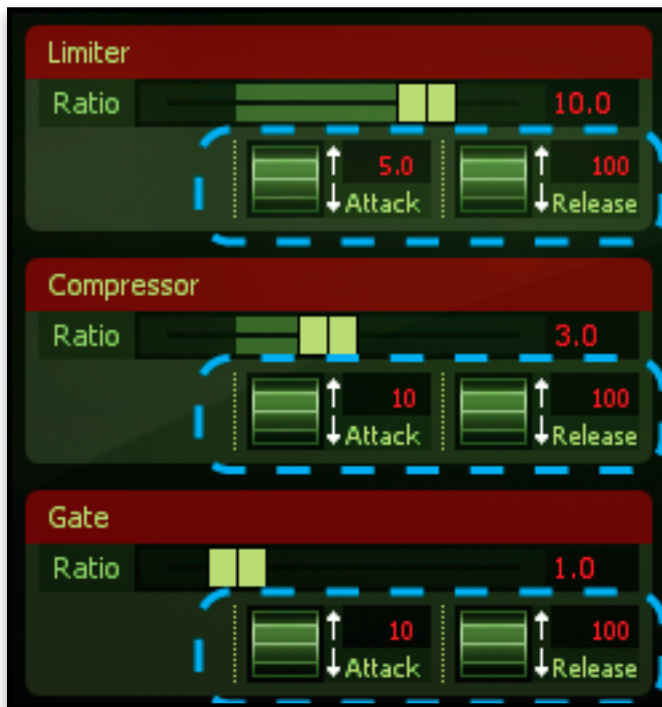 Limiter
Ratio 10.0
5.0 100
Attack Release
Compressor
Ratio 3.0
10 100
Attack Release
Gate
Ratio 1.0
10 100
Attack Release